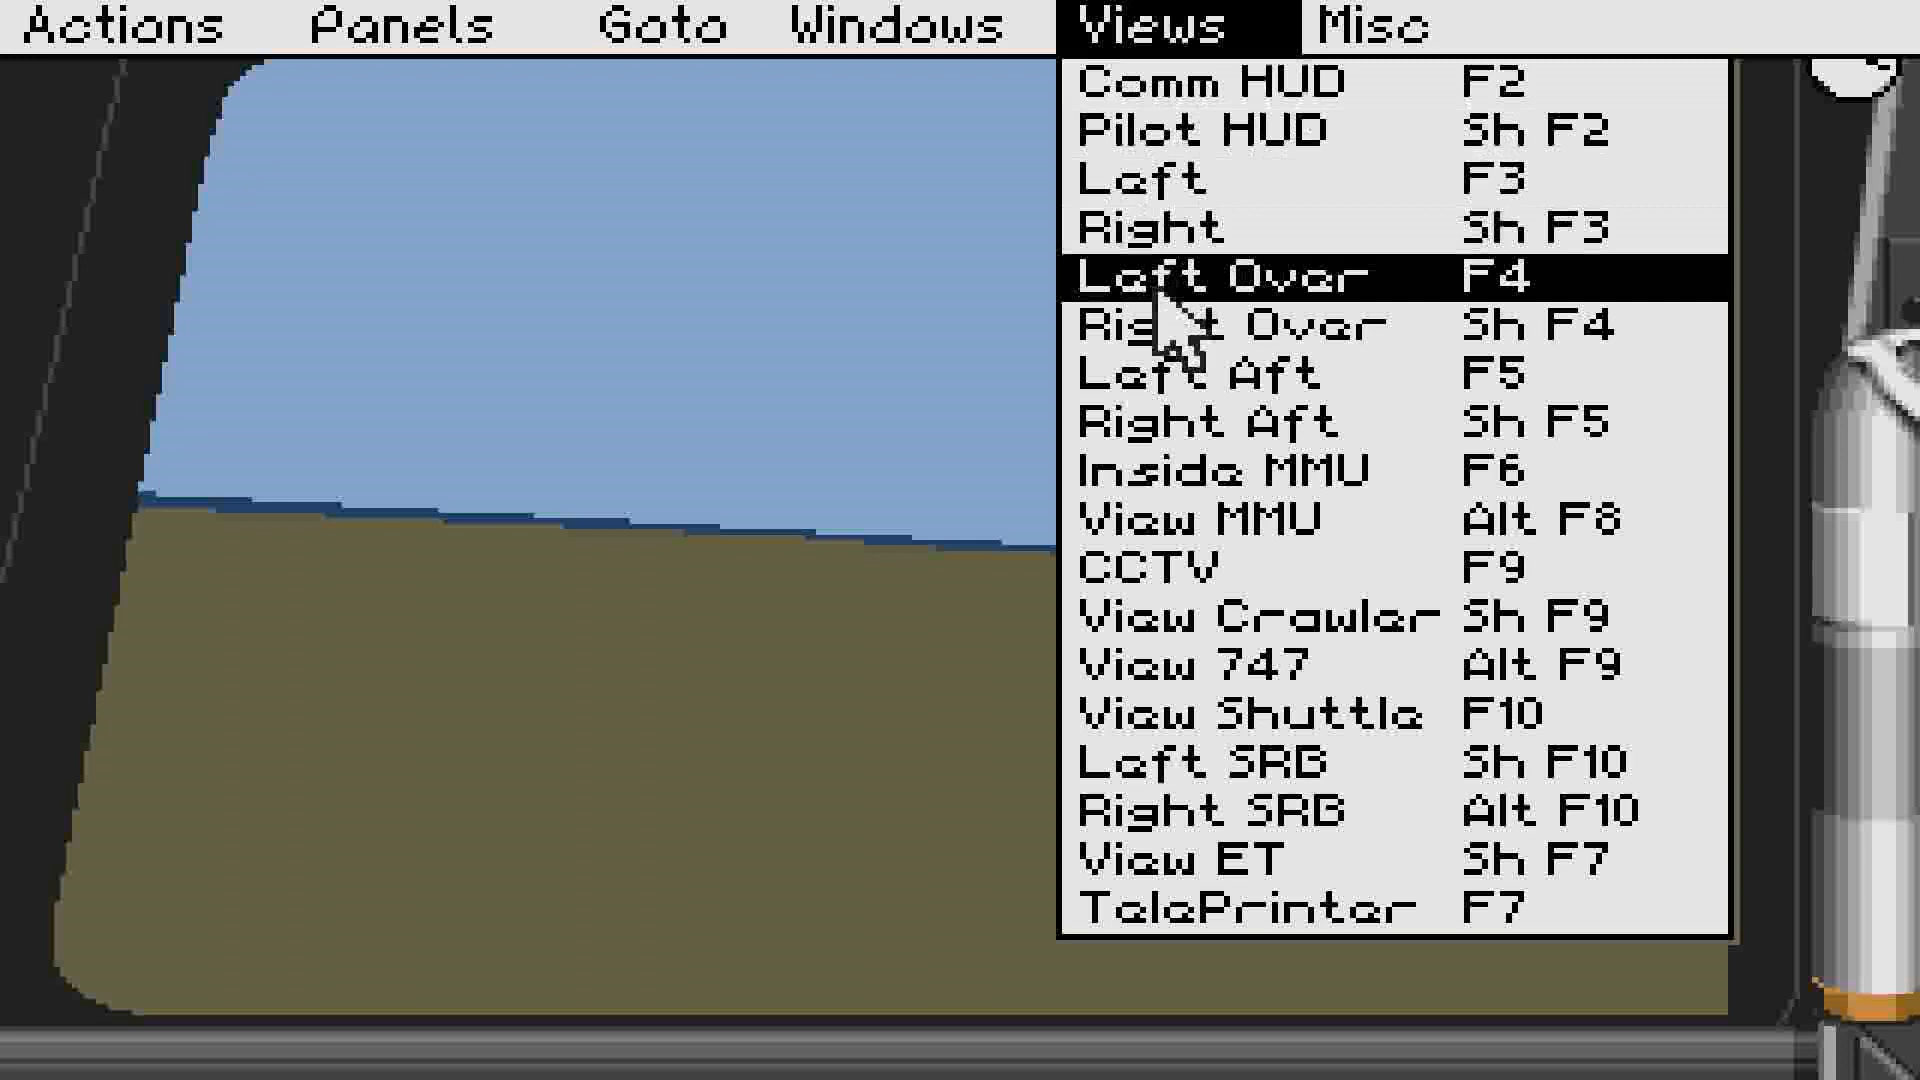 Actions Panels Goto Windows Views Misc
Comm HUD F2
Pilot HUD Sh F2
Left F3
Right Sh F3
Left Over F4
Right Over Sh F4
Left Aft F5
Right Aft Sh F5
Inside MMU F6
View MMU Alt F8
CCTV F9
View Crawler Sh F9
View 747 Alt F9
View Shuttle F10
Left SRB Sh F10
Right SRB Alt F10
View ET Sh F7
TelePrinter F7